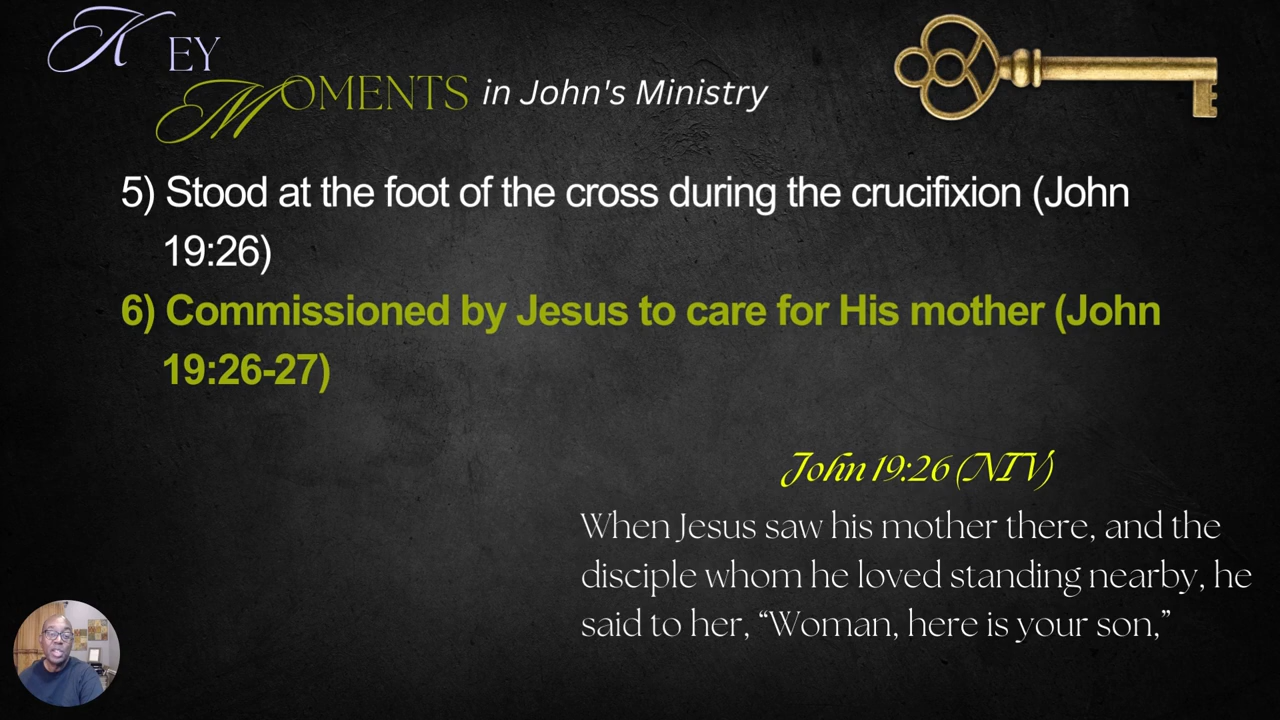 KEY
MOMENTS in John's Ministry
5) Stood at the foot of the cross during the crucifixion (John
19:26)
6) Commissioned by Jesus to care for His mother (John
19:26-27)
John 19:26 (NIV)
When Jesus saw his mother there, and the
disciple whom he loved standing nearby, he
said to her, “Woman, here is your son,”